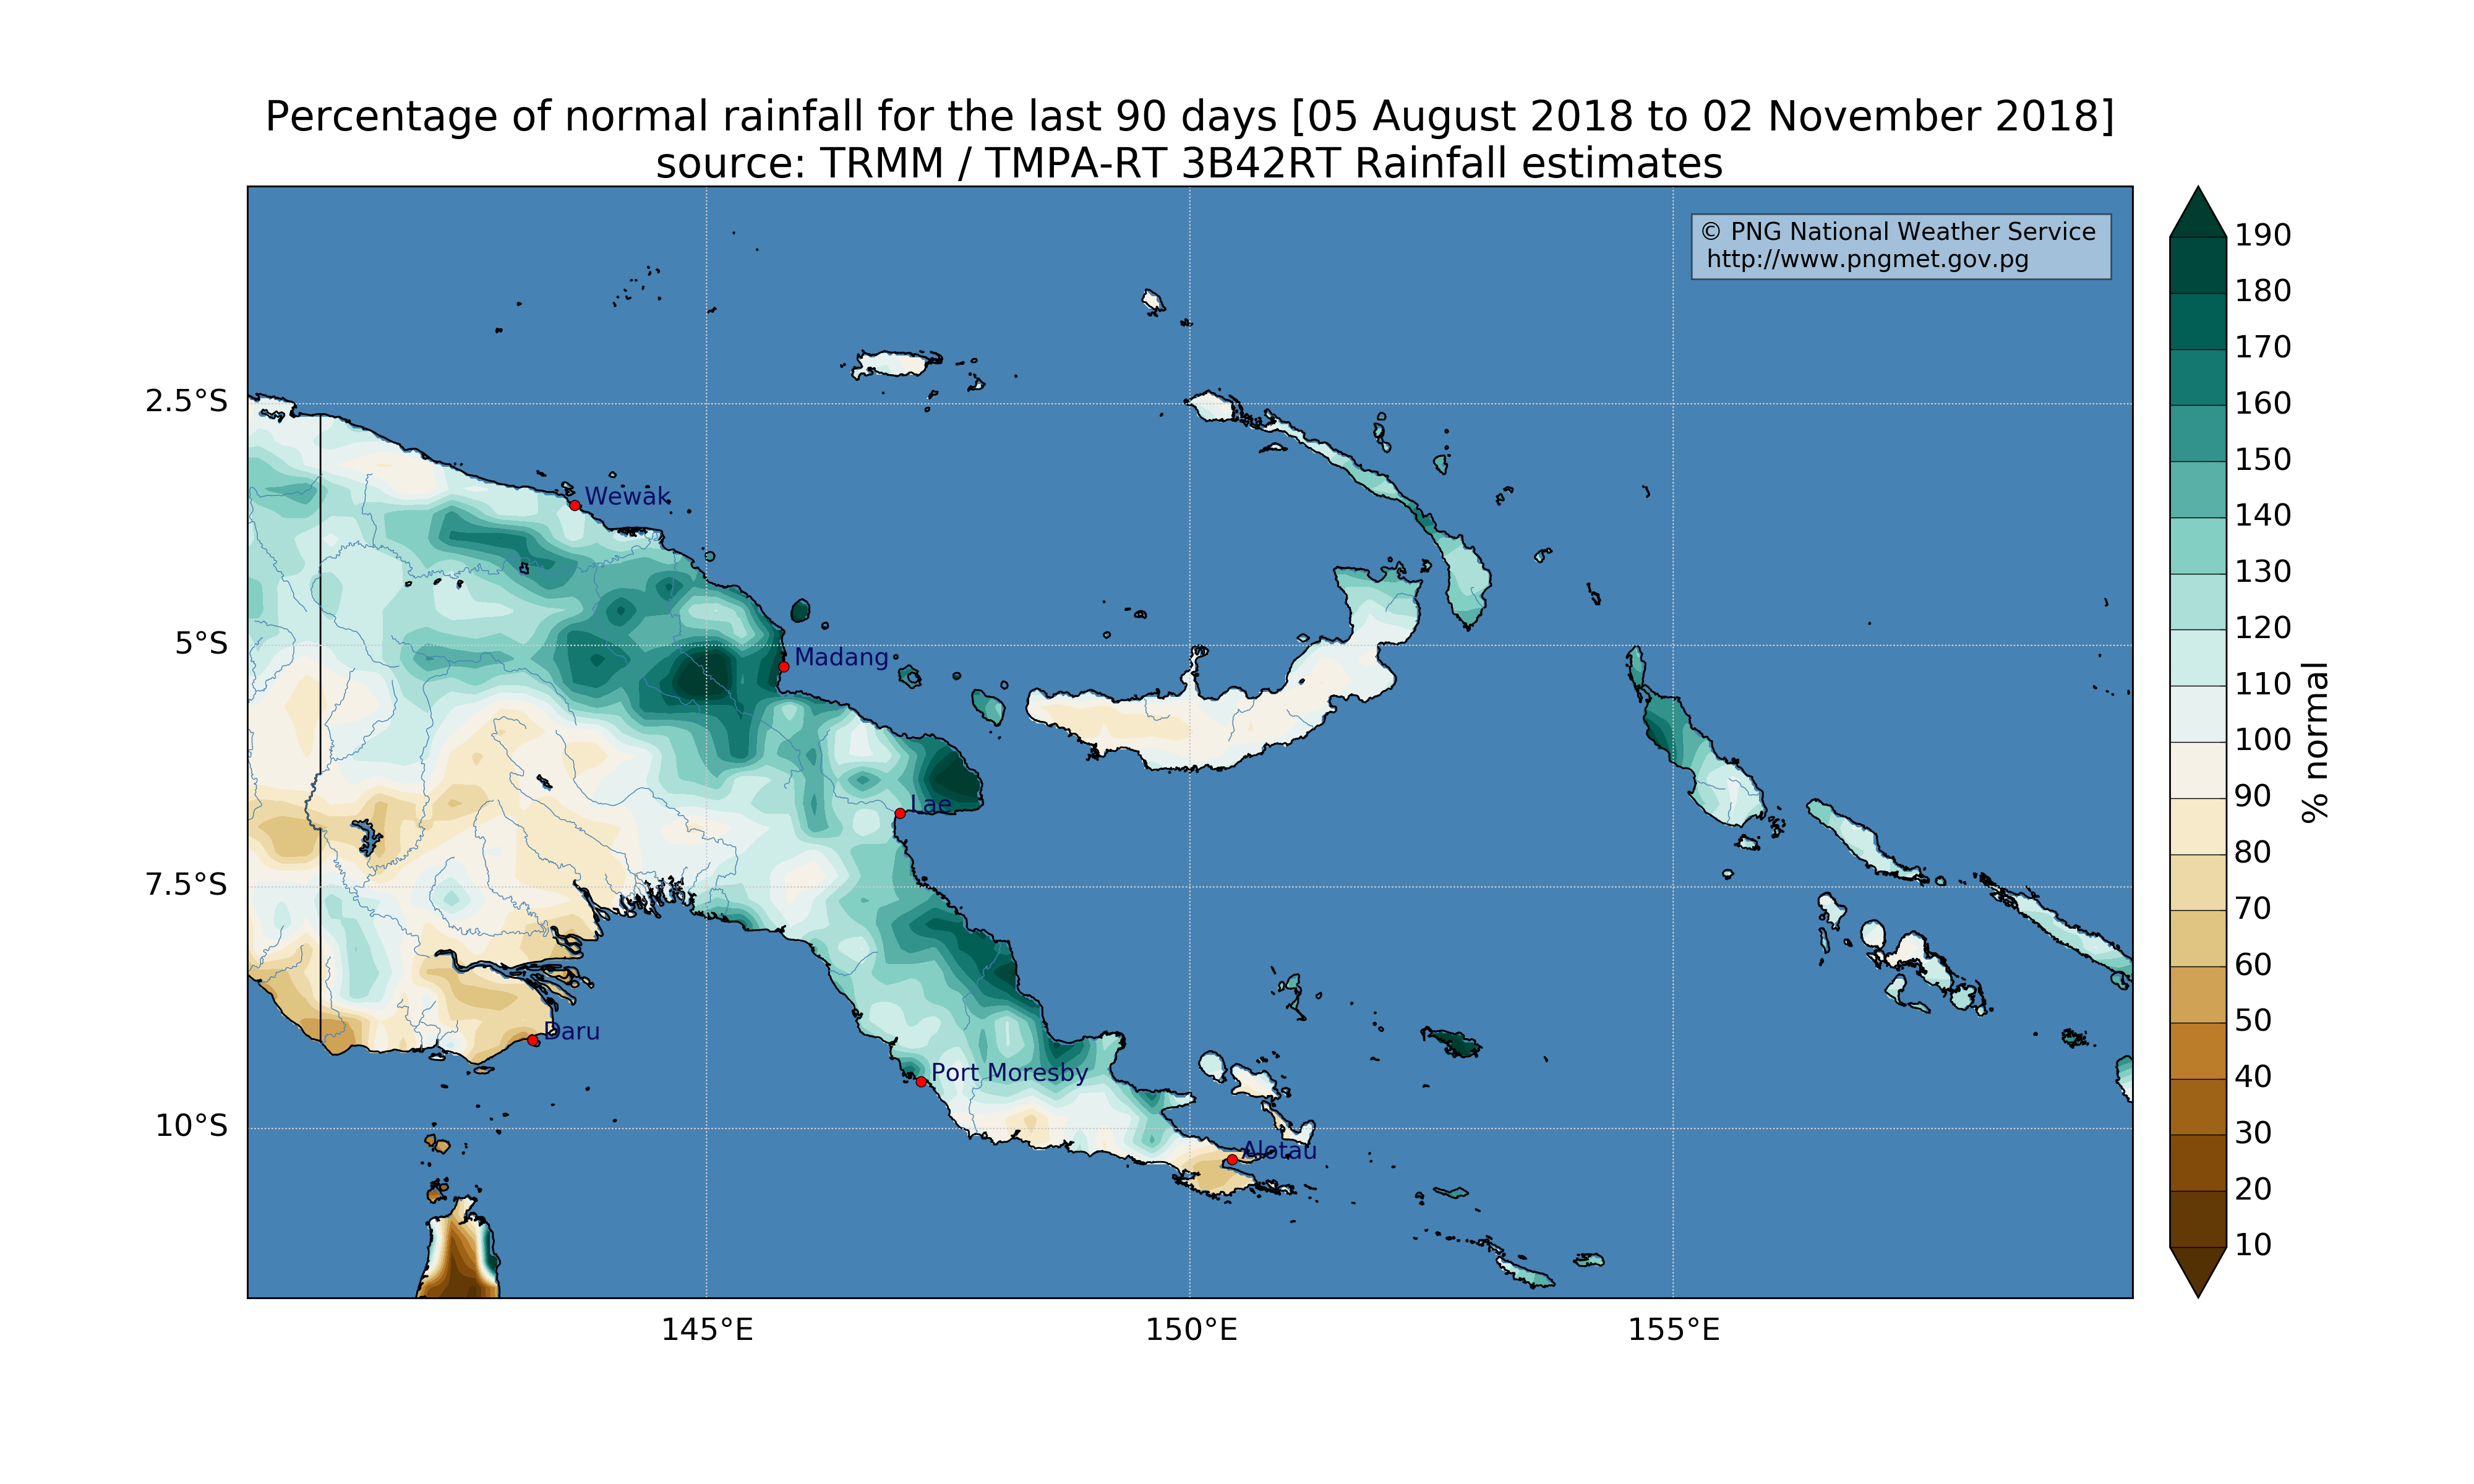 Percentage of normal rainfall for the last 90 days [05 August 2018 to 02 November 2018]
source: TRMM / TMPA-RT 3B42RT Rainfall estimates
© PNG National Weather Service
http://www.pngmet.gov.pg
2.5°S
5°S
7.5°S
10°S
Wewak
Madang
Lae
Daru
Port Moresby
Alotau
145°E
150°E
155°E
190
180
170
160
150
140
130
120
110
100
90
80
70
60
50
40
30
20
10
% normal